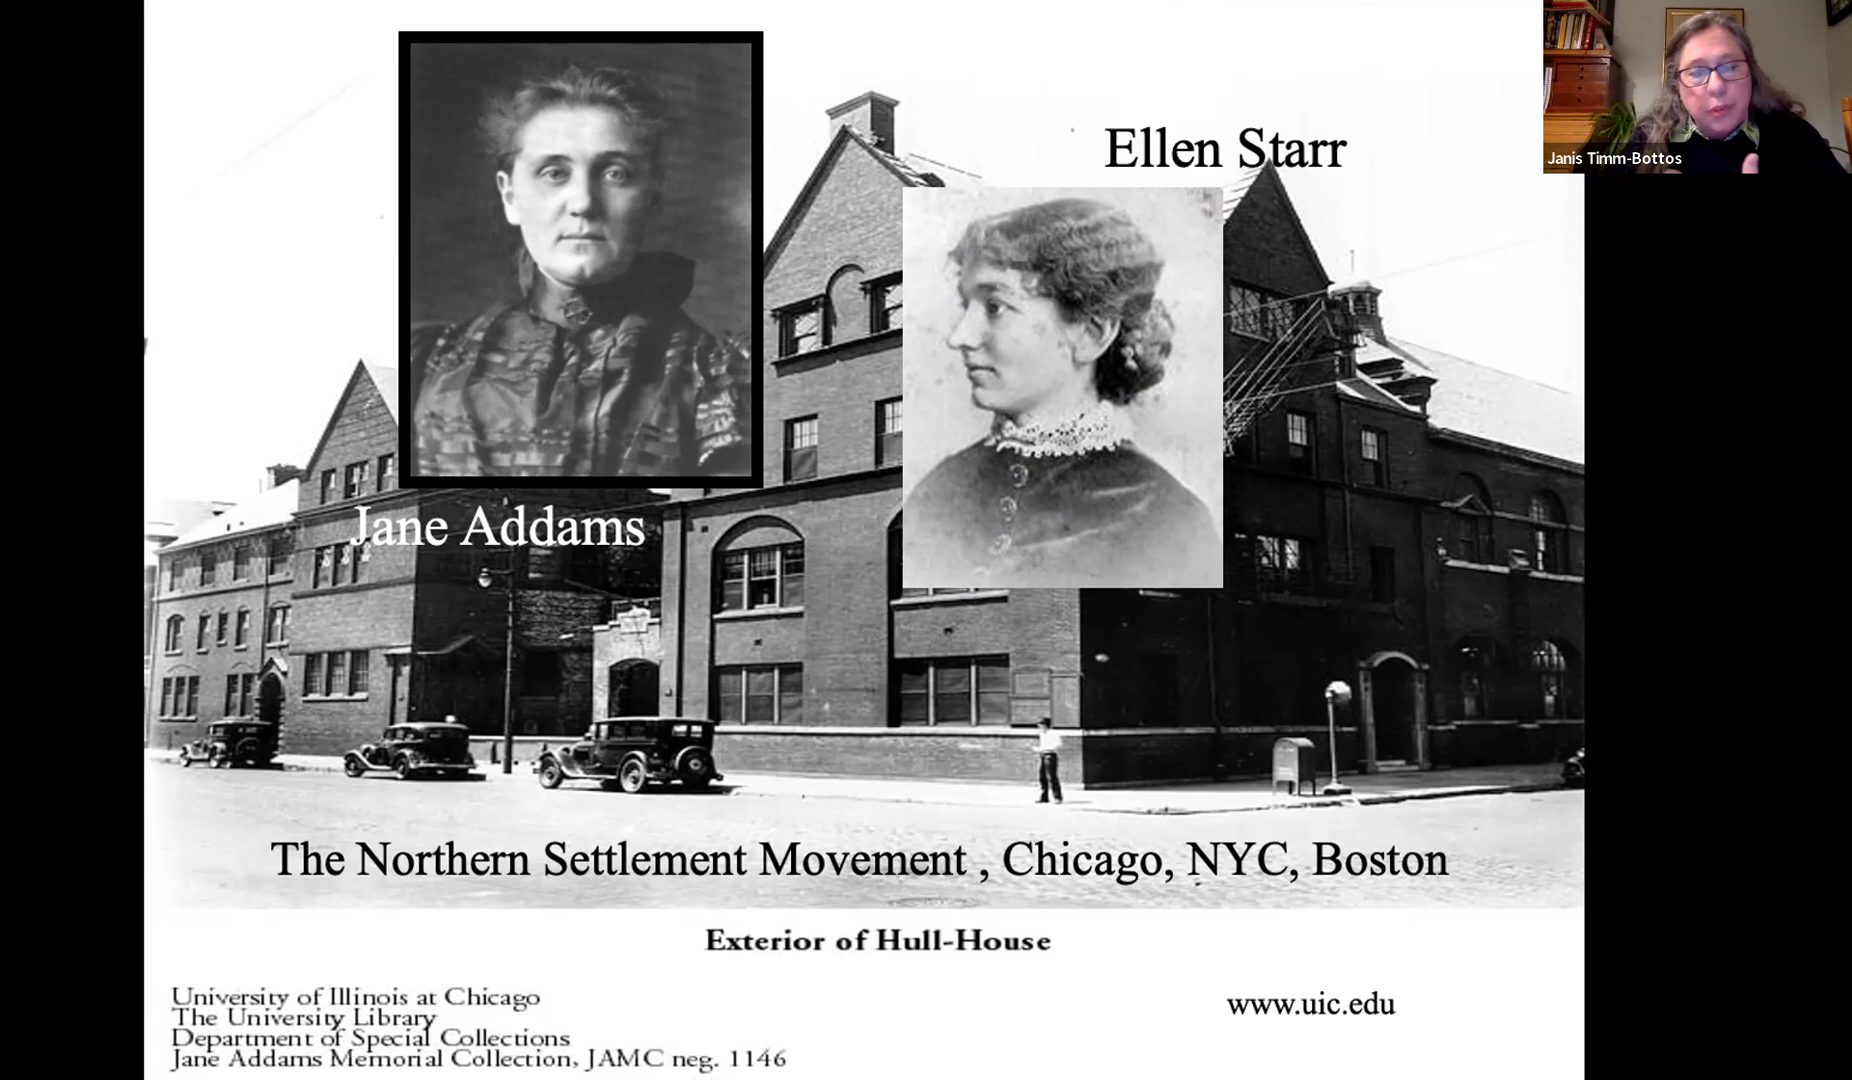 Ellen Starr
Janis Timm-Bottos
Jane Addams
The Northern Settlement Movement , Chicago, NYC, Boston
Exterior of Hull-House
University of Illinois at Chicago
The University Library
Department of Special Collections
Jane Addams Memorial Collection, JAMC neg. 1146
www.uic.edu